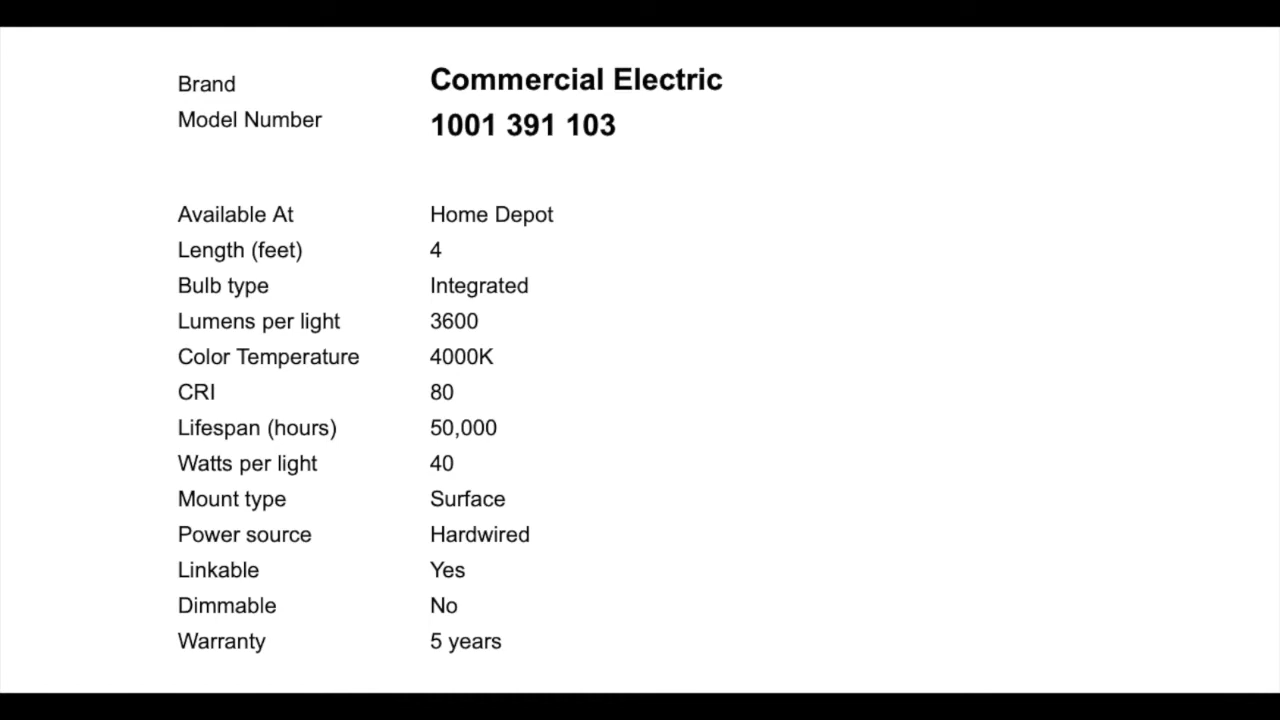 Brand Commercial Electric
Model Number 1001 391 103
Available At Home Depot
Length (feet) 4
Bulb type Integrated
Lumens per light 3600
Color Temperature 4000K
CRI 80
Lifespan (hours) 50,000
Watts per light 40
Mount type Surface
Power source Hardwired
Linkable Yes
Dimmable No
Warranty 5 years